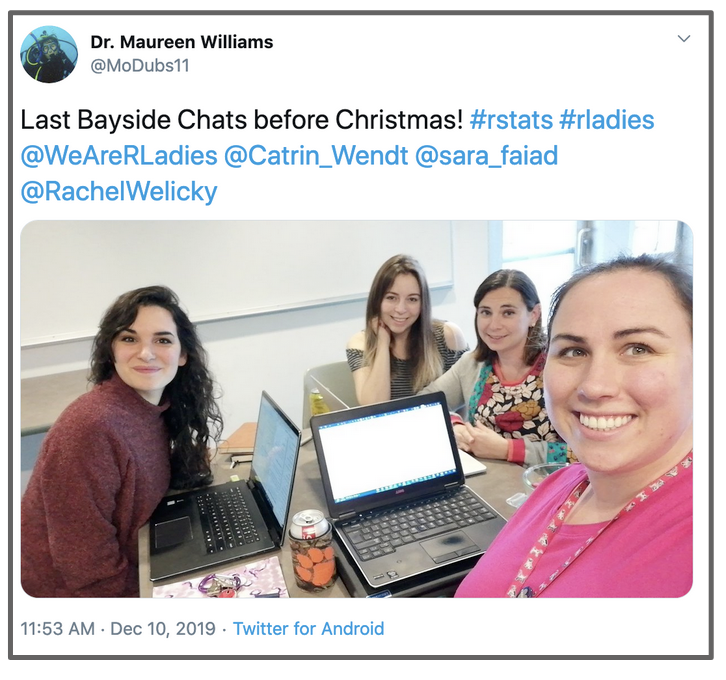 Dr. Maureen Williams
@MoDubs11
Last Bayside Chats before Christmas! #rstats #rladies
@WeAreRLadies @Catrin_Wendt @sara_faiad
@RachelWelicky
11:53 AM · Dec 10, 2019 · Twitter for Android